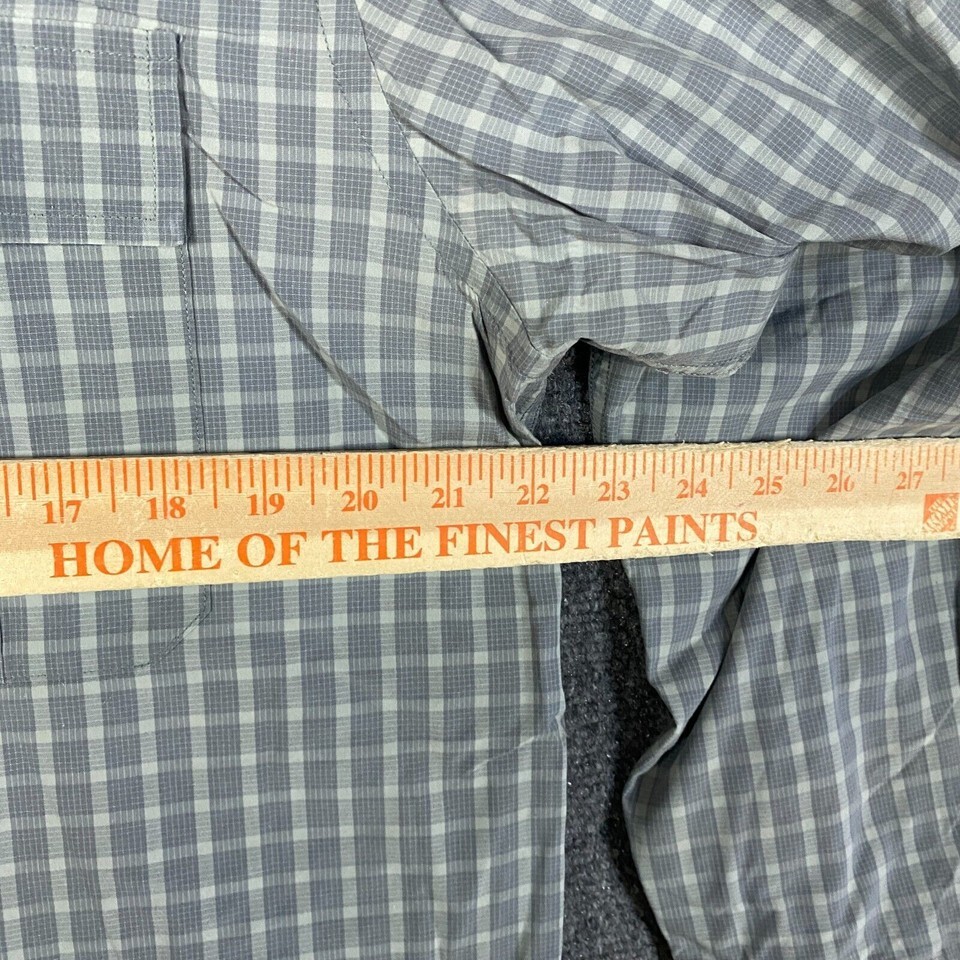 17 18 19 20 21 22 23 24 25 26 27
HOME OF THE FINEST PAINTS